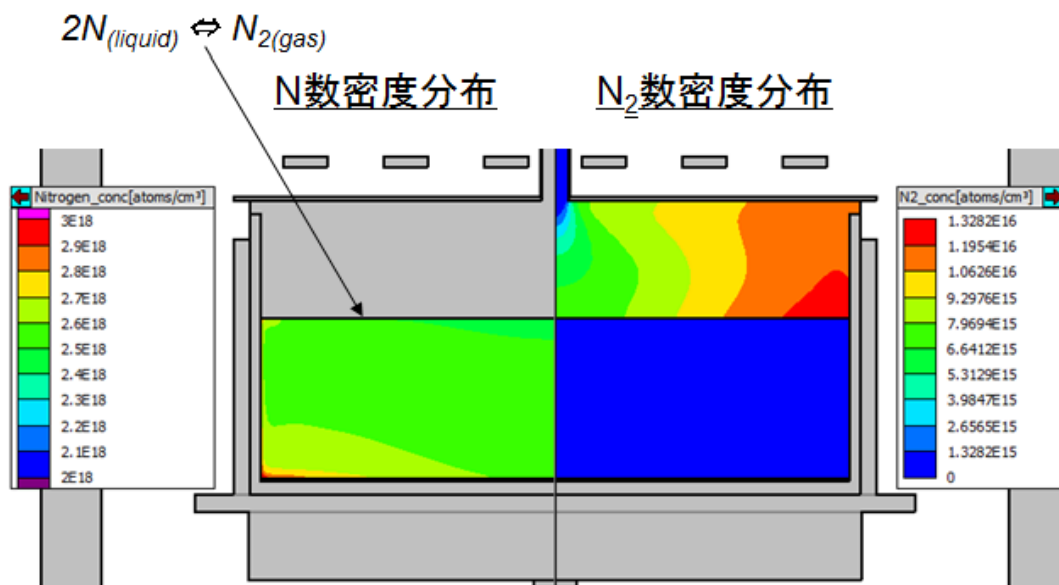 2N(liquid) ⇔ N2(gas)
N数密度分布
N2数密度分布
Nitrogen_conc[atoms/cm³]
3E18
2.9E18
2.8E18
2.7E18
2.6E18
2.5E18
2.4E18
2.3E18
2.2E18
2.1E18
2E18
N2_conc[atoms/cm³]
1.3282E16
1.1954E16
1.0626E16
9.2976E15
7.9694E15
6.6412E15
5.3129E15
3.9847E15
2.6565E15
1.3282E15
0